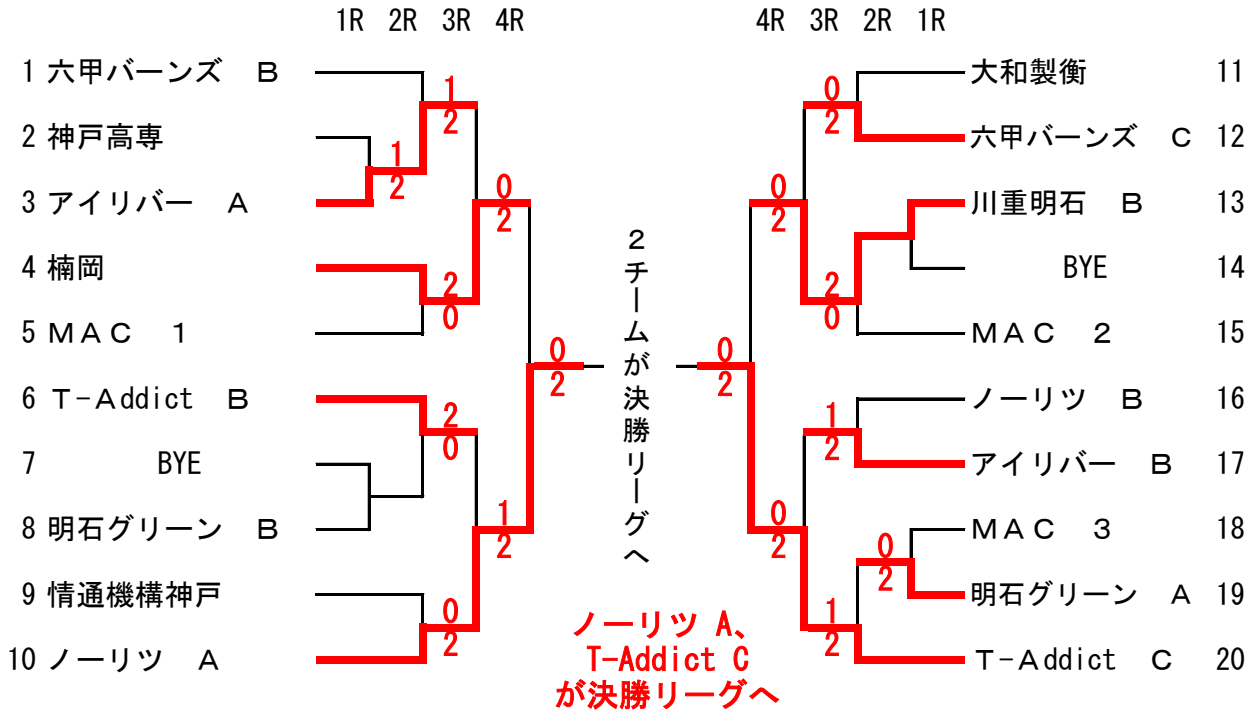 1R 2R 3R 4R
4R 3R 2R 1R
1 六甲バーンズ B
2 神戸高専
3 アイリバー A
4 楠岡
5 MAC 1
6 T-Addict B
7 BYE
8 明石グリーン B
9 情通機構神戸
10 ノーリツ A
1
2
1
2
2
0
0
2
2
0
0
2
1
2
0
2
2チームが決勝リーグへ
0
2
0
2
0
2
2
0
1
2
0
2
0
2
1
2
大和製衡 11
六甲バーンズ C 12
川重明石 B 13
BYE 14
MAC 2 15
ノーリツ B 16
アイリバー B 17
MAC 3 18
明石グリーン A 19
T-Addict C 20
ノーリツ A、
T-Addict C
が決勝リーグへ